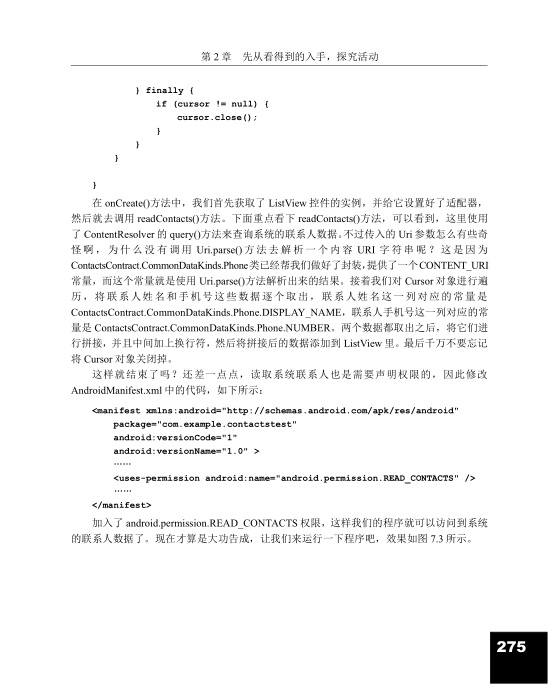 第 2 章 先从看得到的入手，探究活动
} finally {
if (cursor != null) {
cursor.close();
}
}
}
}
在 onCreate()方法中，我们首先获取了 ListView 控件的实例，并给它设置好了适配器，
然后就去调用 readContacts()方法。下面重点看下 readContacts()方法，可以看到，这里使用
了 ContentResolver 的 query()方法来查询系统的联系人数据。不过传入的 Uri 参数怎么有些奇
怪啊，为什么没有调用 Uri.parse()方法去解析一个内容 URI 字符串呢？这是因为
ContactsContract.CommonDataKinds.Phone类已经帮我们做好了封装，提供了一个CONTENT_URI
常量，而这个常量就是使用 Uri.parse()方法解析出来的结果。接着我们对 Cursor 对象进行遍
历，将联系人姓名和手机号这些数据逐个取出，联系人姓名这一列对应的常量是
ContactsContract.CommonDataKinds.Phone.DISPLAY_NAME，联系人手机号这一列对应的常
量是 ContactsContract.CommonDataKinds.Phone.NUMBER。两个数据都取出之后，将它们进
行拼接，并且中间加上换行符，然后将拼接后的数据添加到 ListView 里。最后千万不要忘记
将 Cursor 对象关闭掉。
这样就结束了吗？还差一点点，读取系统联系人也是需要声明权限的，因此修改
AndroidManifest.xml 中的代码，如下所示：
<manifest xmlns:android="http://schemas.android.com/apk/res/android"
package="com.example.contactstest"
android:versionCode="1"
android:versionName="1.0" >
……
<uses-permission android:name="android.permission.READ_CONTACTS" />
……
</manifest>
加入了 android.permission.READ_CONTACTS 权限，这样我们的程序就可以访问到系统
的联系人数据了。现在才算是大功告成，让我们来运行一下程序吧，效果如图 7.3 所示。
275